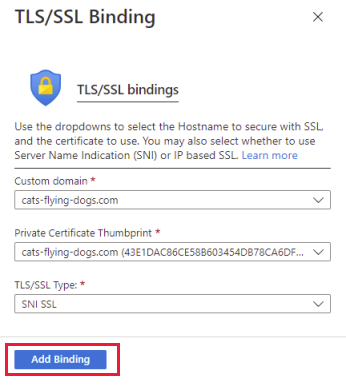 TLS/SSL Binding
TLS/SSL bindings
Use the dropdowns to select the Hostname to secure with SSL,
and the certificate to use. You may also select whether to use
Server Name Indication (SNI) or IP based SSL. Learn more
Custom domain *
cats-flying-dogs.com
Private Certificate Thumbprint *
cats-flying-dogs.com (43E1DAC86CE58B603454DB78CA6DF...
TLS/SSL Type: *
SNI SSL
Add Binding